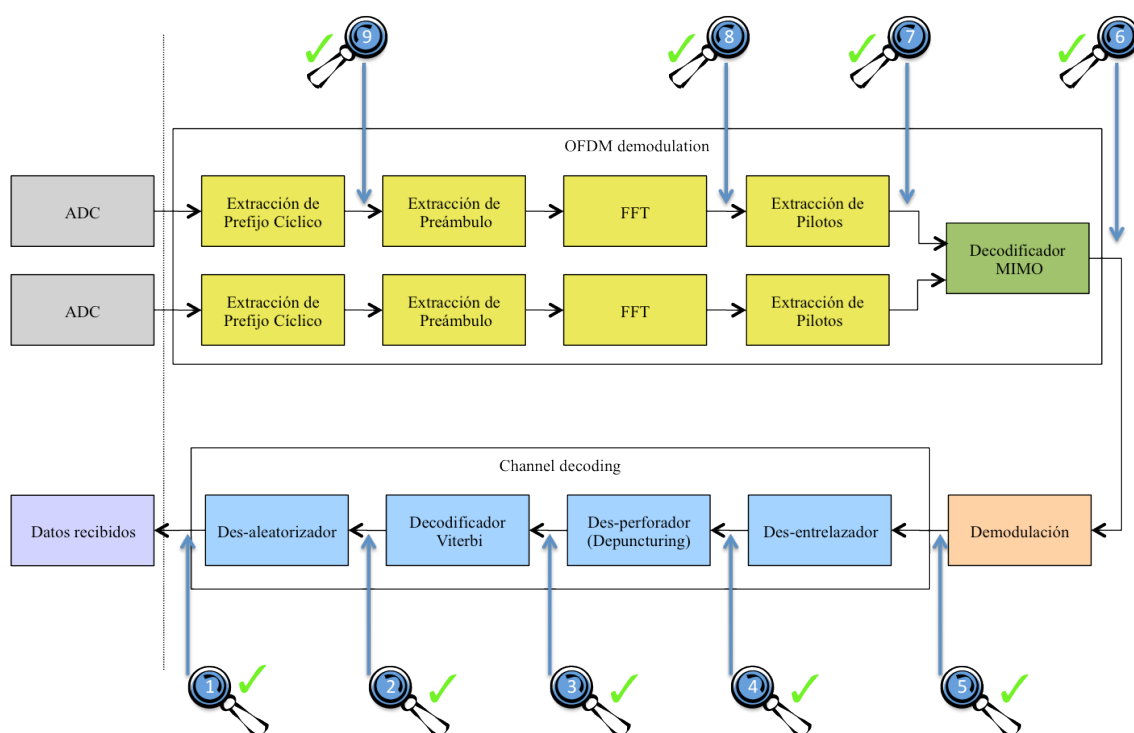 9
8
7
6
OFDM demodulation
ADC
Extracción de
Prefijo Cíclico
Extracción de
Preámbulo
FFT
Extracción de
Pilotos
Decodificador
MIMO
ADC
Extracción de
Prefijo Cíclico
Extracción de
Preámbulo
FFT
Extracción de
Pilotos
Channel decoding
Datos recibidos
Des-aleatorizador
Decodificador
Viterbi
Des-perforador
(Depuncturing)
Des-entrelazador
Demodulación
1
2
3
4
5